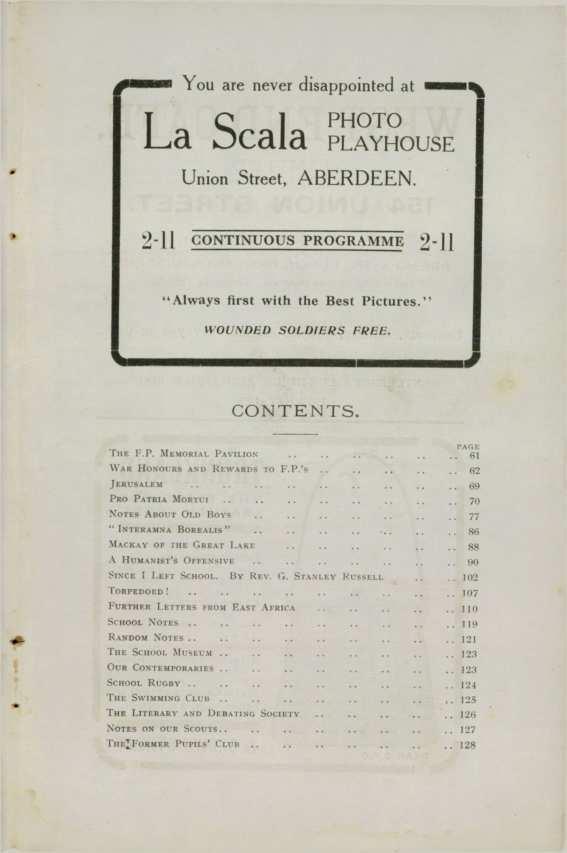 You are never disappointed at
La Scala PHOTO PLAYHOUSE
Union Street, ABERDEEN.
2-11 CONTINUOUS PROGRAMME 2-11
"Always first with the Best Pictures."
WOUNDED SOLDIERS FREE.
CONTENTS.
PAGE
THE F.P. MEMORIAL PAVILION .. .. .. .. .. .. 61
WAR HONOURS AND REWARDS TO F.P.'s .. .. .. .. .. 62
JERUSALEM .. .. .. .. .. .. .. .. .. 69
PRO PATRIA MORTUI .. .. .. .. .. .. .. .. 70
NOTES ABOUT OLD BOYS .. .. .. .. .. .. .. 77
"INTERAMNA BOREALIS" .. .. .. .. .. .. .. 86
MACKAY OF THE GREAT LAKE .. .. .. .. .. .. 88
A HUMANIST'S OFFENSIVE .. .. .. .. .. .. .. 90
SINCE I LEFT SCHOOL. BY REV. G. STANLEY RUSSELL .. .. 102
TORPEDOED! .. .. .. .. .. .. .. .. .. 107
FURTHER LETTERS FROM EAST AFRICA .. .. .. .. .. 110
SCHOOL NOTES .. .. .. .. .. .. .. .. .. 119
RANDOM NOTES .. .. .. .. .. .. .. .. .. 121
THE SCHOOL MUSEUM .. .. .. .. .. .. .. .. 123
OUR CONTEMPORARIES .. .. .. .. .. .. .. .. 123
SCHOOL RUGBY .. .. .. .. .. .. .. .. .. 124
THE SWIMMING CLUB .. .. .. .. .. .. .. .. 125
THE LITERARY AND DEBATING SOCIETY .. .. .. .. .. 126
NOTES ON OUR SCOUTS.. .. .. .. .. .. .. .. 127
THE FORMER PUPILS' CLUB .. .. .. .. .. .. .. 128